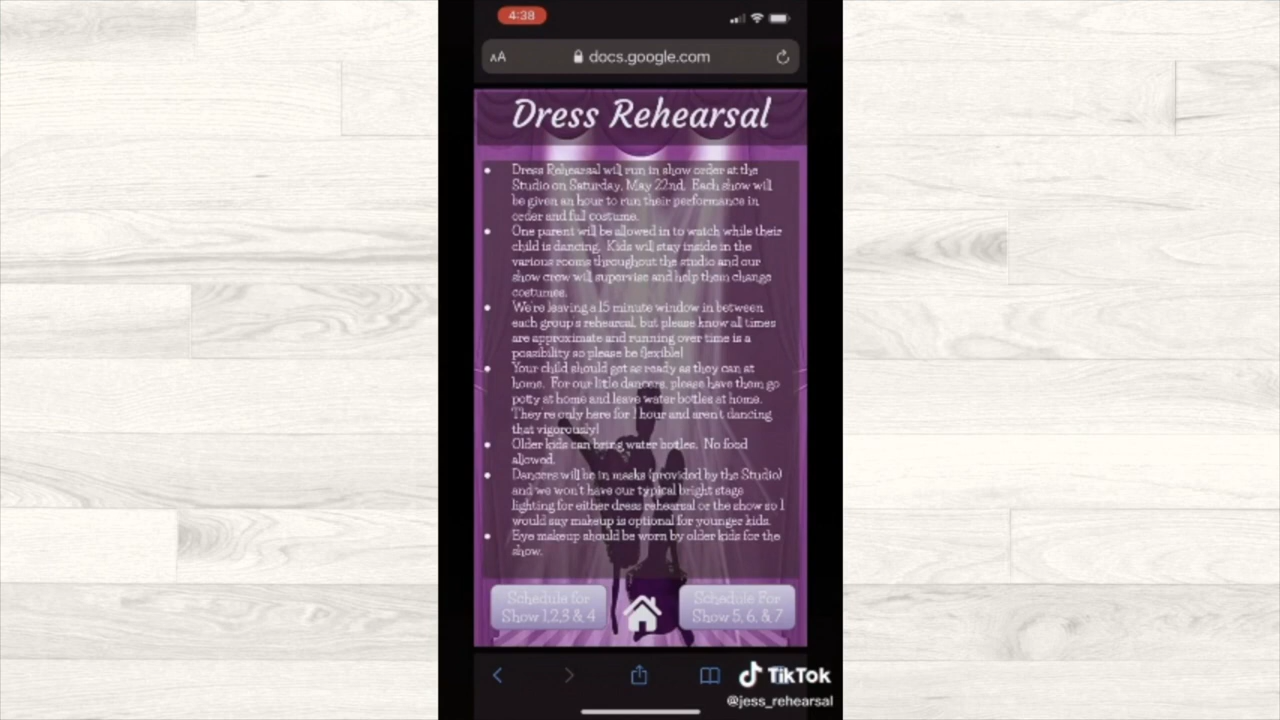 4:38
AA
docs.google.com
Dress Rehearsal
• Dress Rehearsal will run in show order at the
Studio on Saturday, May 22nd. Each show will
be given an hour to run their performance in
order and full costume.
• One parent will be allowed in to watch while their
child is dancing. Kids will stay inside in the
various rooms throughout the studio and our
show crew will supervise and help them change
costumes.
• We're leaving a 15 minute window in between
each group's rehearsal, but please know all times
are approximate and running over time is a
possibility so please be flexible!
• Your child should get as ready as they can at
home. For our little dancers, please have them go
potty at home and leave water bottles at home.
They're only here for 1 hour and aren't dancing
that vigorously!
• Older kids can bring water bottles. No food
allowed.
• Dancers will be in masks (provided by the Studio)
and we won't have our typical bright stage
lighting for either dress rehearsal or the show so I
would say makeup is optional for younger kids.
• Eye makeup should be worn by older kids for the
show.
Schedule for
Show 1,2,3 & 4
Schedule For
Show 5, 6, & 7
TikTok
@jess_rehearsal